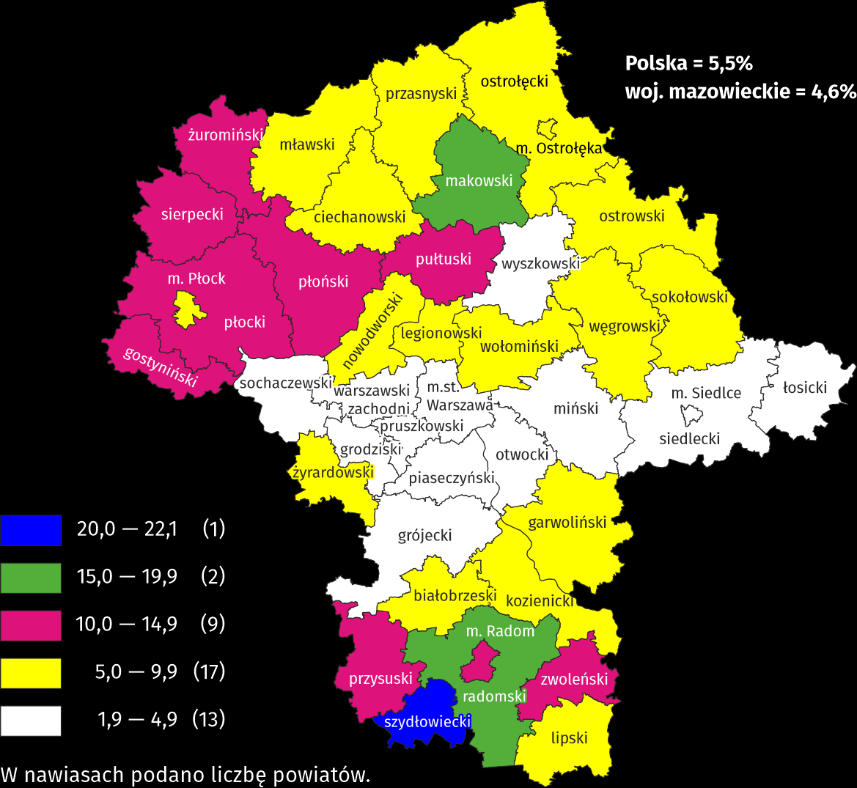 Polska = 5,5%
woj. mazowieckie = 4,6%
ostrołęcki
przasnyski
żuromiński
mławski
m. Ostrołęka
makowski
sierpecki
ciechanowski
ostrowski
pułtuski
wyszkowski
m. Płock
płoński
sokołowski
płocki
nowodworski
legionowski
węgrowski
wołomiński
gostyniński
sochaczewski
warszawski
zachodni
m.st.
Warszawa
m. Siedlce
łosicki
miński
pruszkowski
siedlecki
grodziski
otwocki
żyrardowski
piaseczyński
garwoliński
grójecki
20,0 — 22,1 (1)
15,0 — 19,9 (2)
10,0 — 14,9 (9)
5,0 — 9,9 (17)
1,9 — 4,9 (13)
białobrzeski
kozienicki
m. Radom
przysuski
zwoleński
radomski
szydłowiecki
lipski
W nawiasach podano liczbę powiatów.